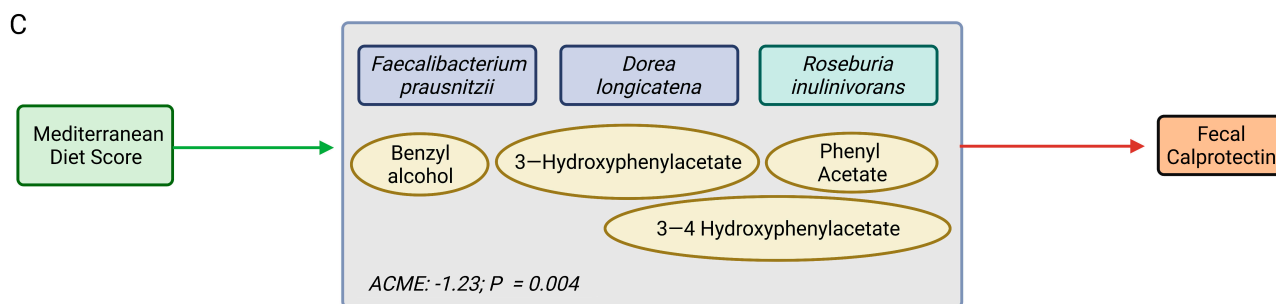 C
Mediterranean
Diet Score
Faecalibacterium
prausnitzii
Dorea
longicatena
Roseburia
inulinivorans
Benzyl
alcohol
3—Hydroxyphenylacetate
Phenyl
Acetate
3—4 Hydroxyphenylacetate
ACME: -1.23; P = 0.004
Fecal
Calprotectin